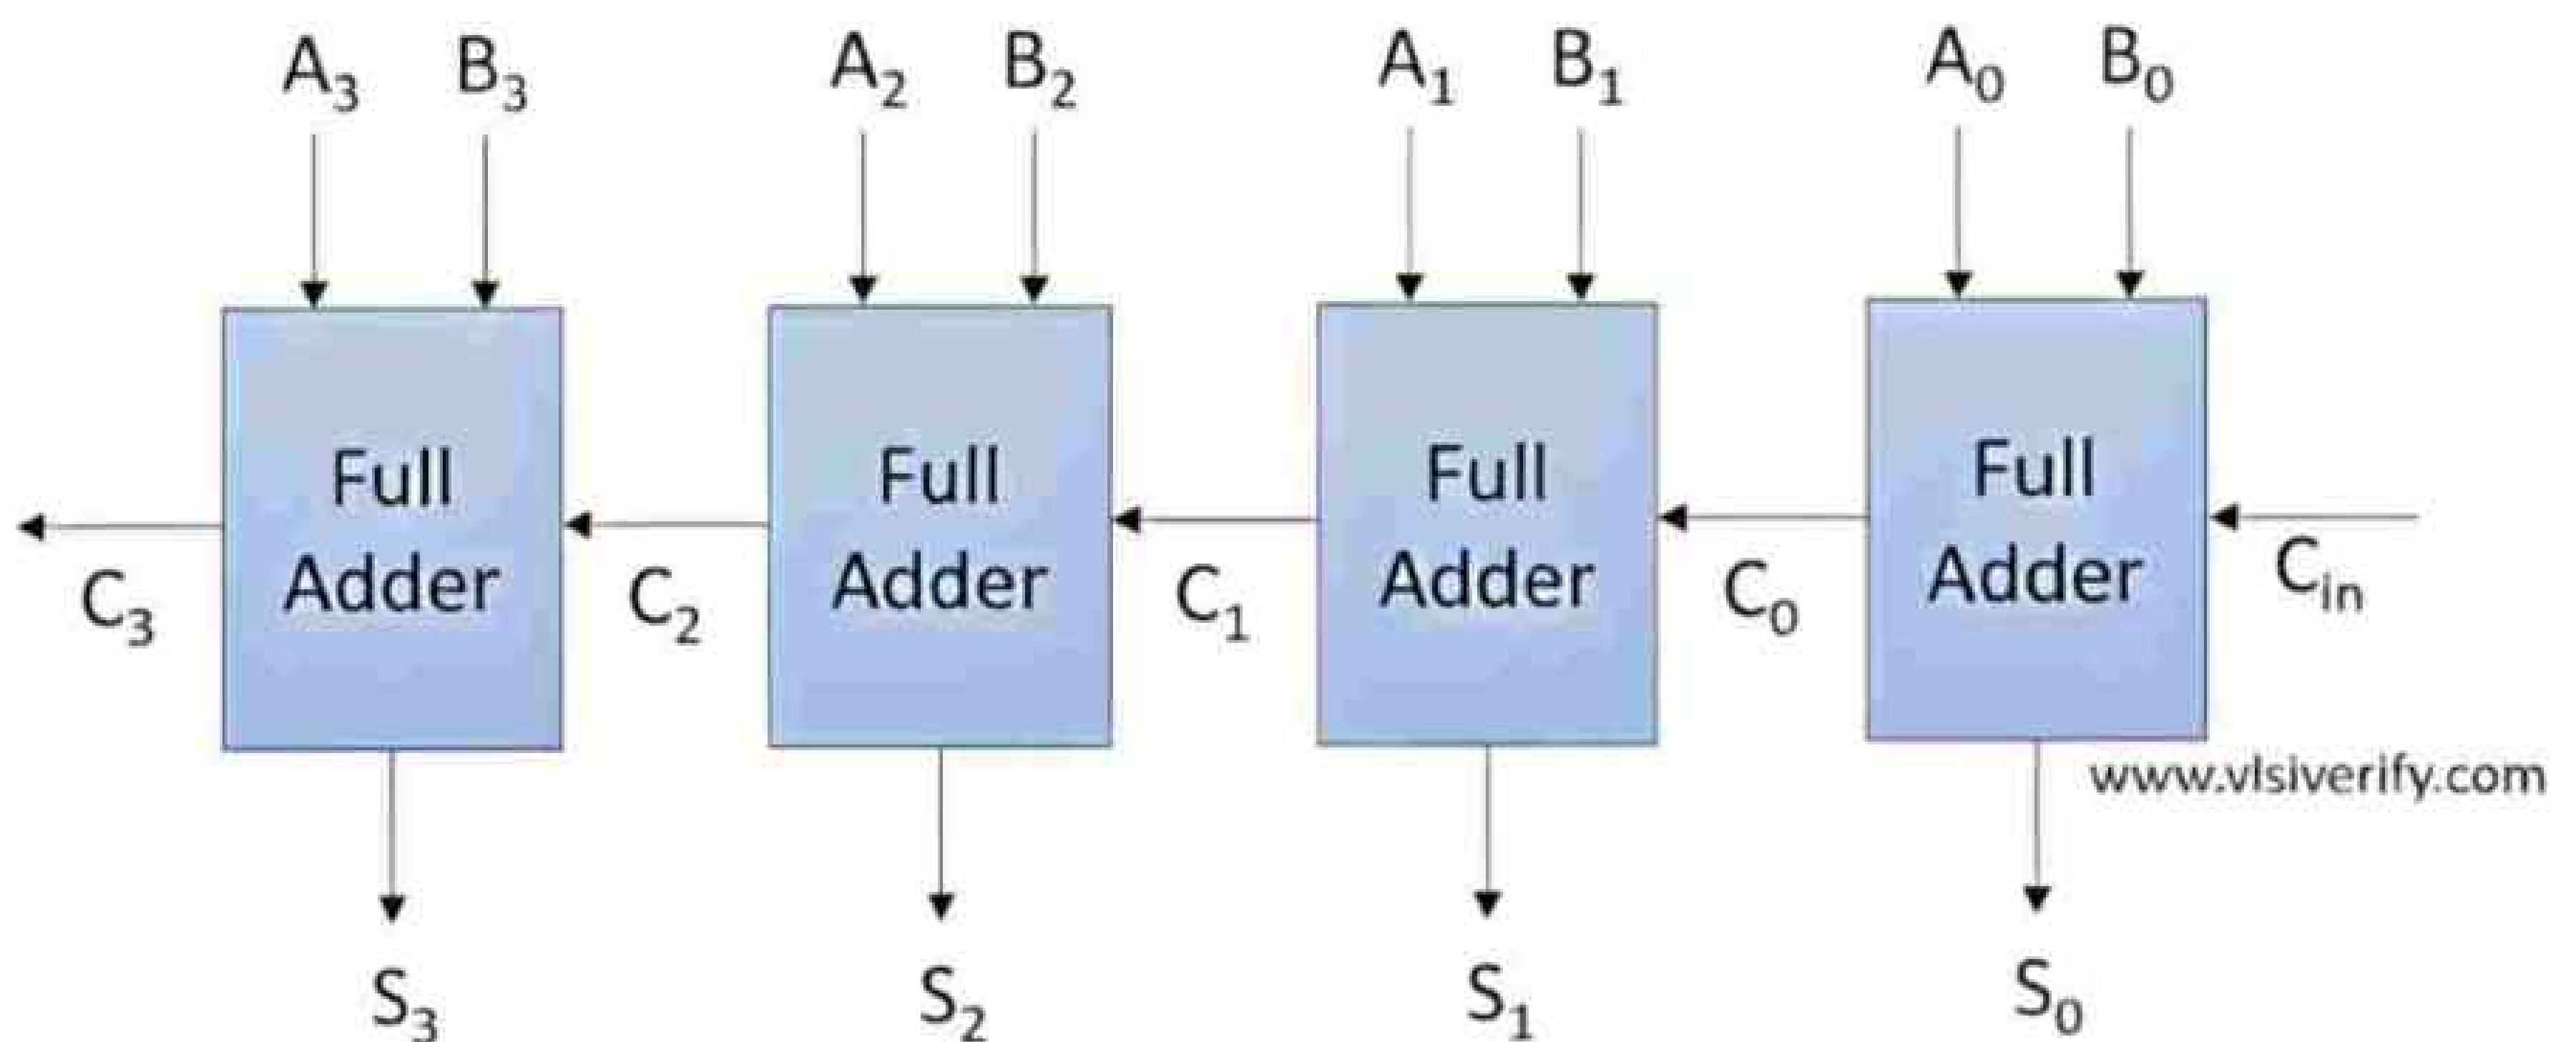 A3 B3 A2 B2 A1 B1 A0 B0
Full Adder Full Adder Full Adder Full Adder
C3 C2 C1 C0 Cin
www.vlsiverify.com
S3 S2 S1 S0